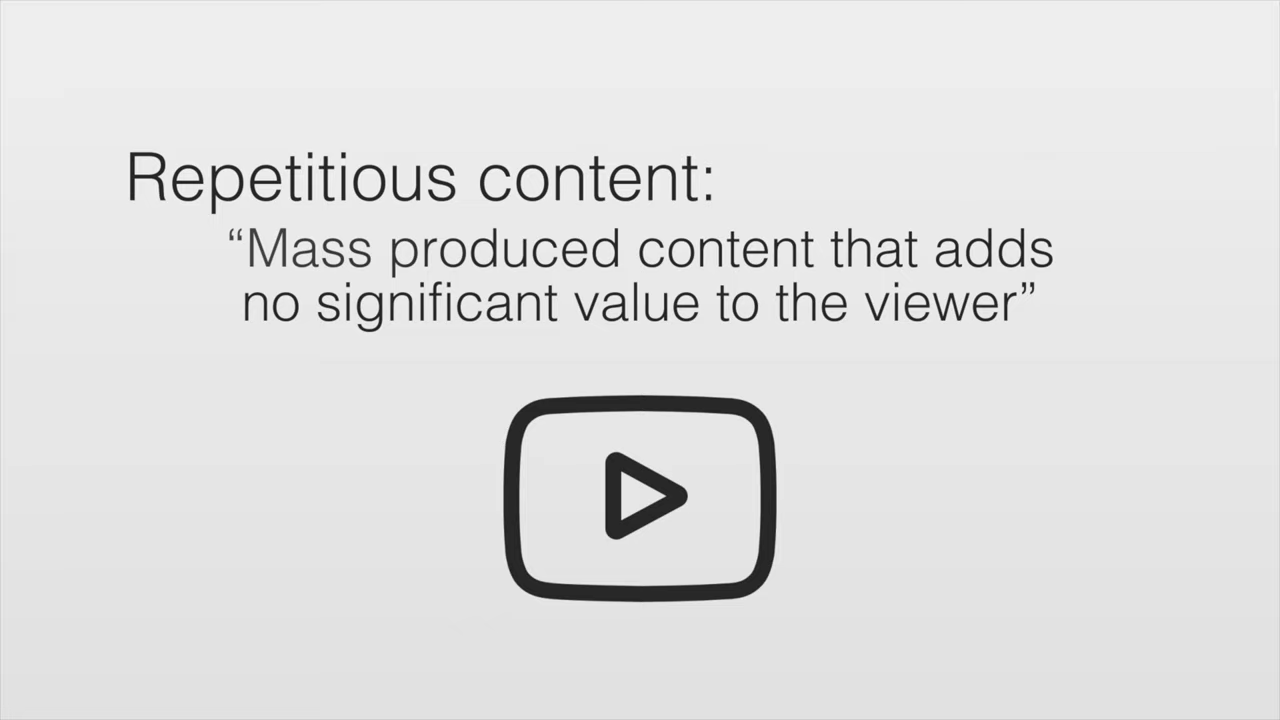 Repetitious content:
“Mass produced content that adds
no significant value to the viewer”